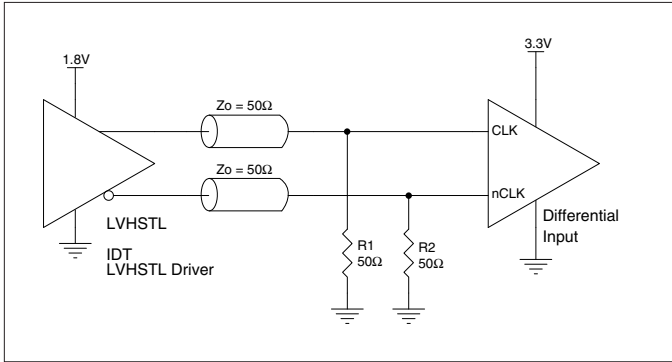 1.8V
3.3V
Zo = 50Ω
CLK
Zo = 50Ω
nCLK
LVHSTL
IDT
LVHSTL Driver
R1
50Ω
R2
50Ω
Differential
Input